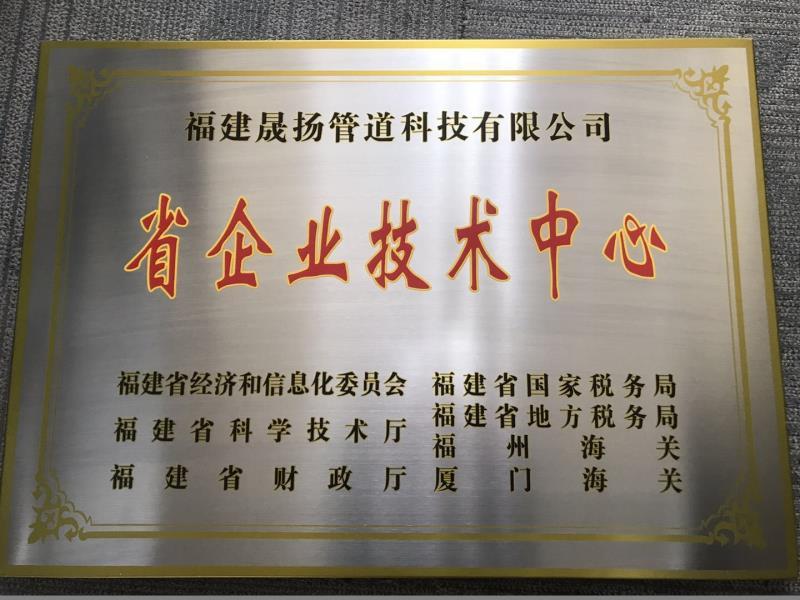 福建晟扬管道科技有限公司
省企业技术中心
福建省经济和信息化委员会
福建省科学技术厅
福建省财政厅
福建省国家税务局
福建省地方税务局
福州海关
厦门海关